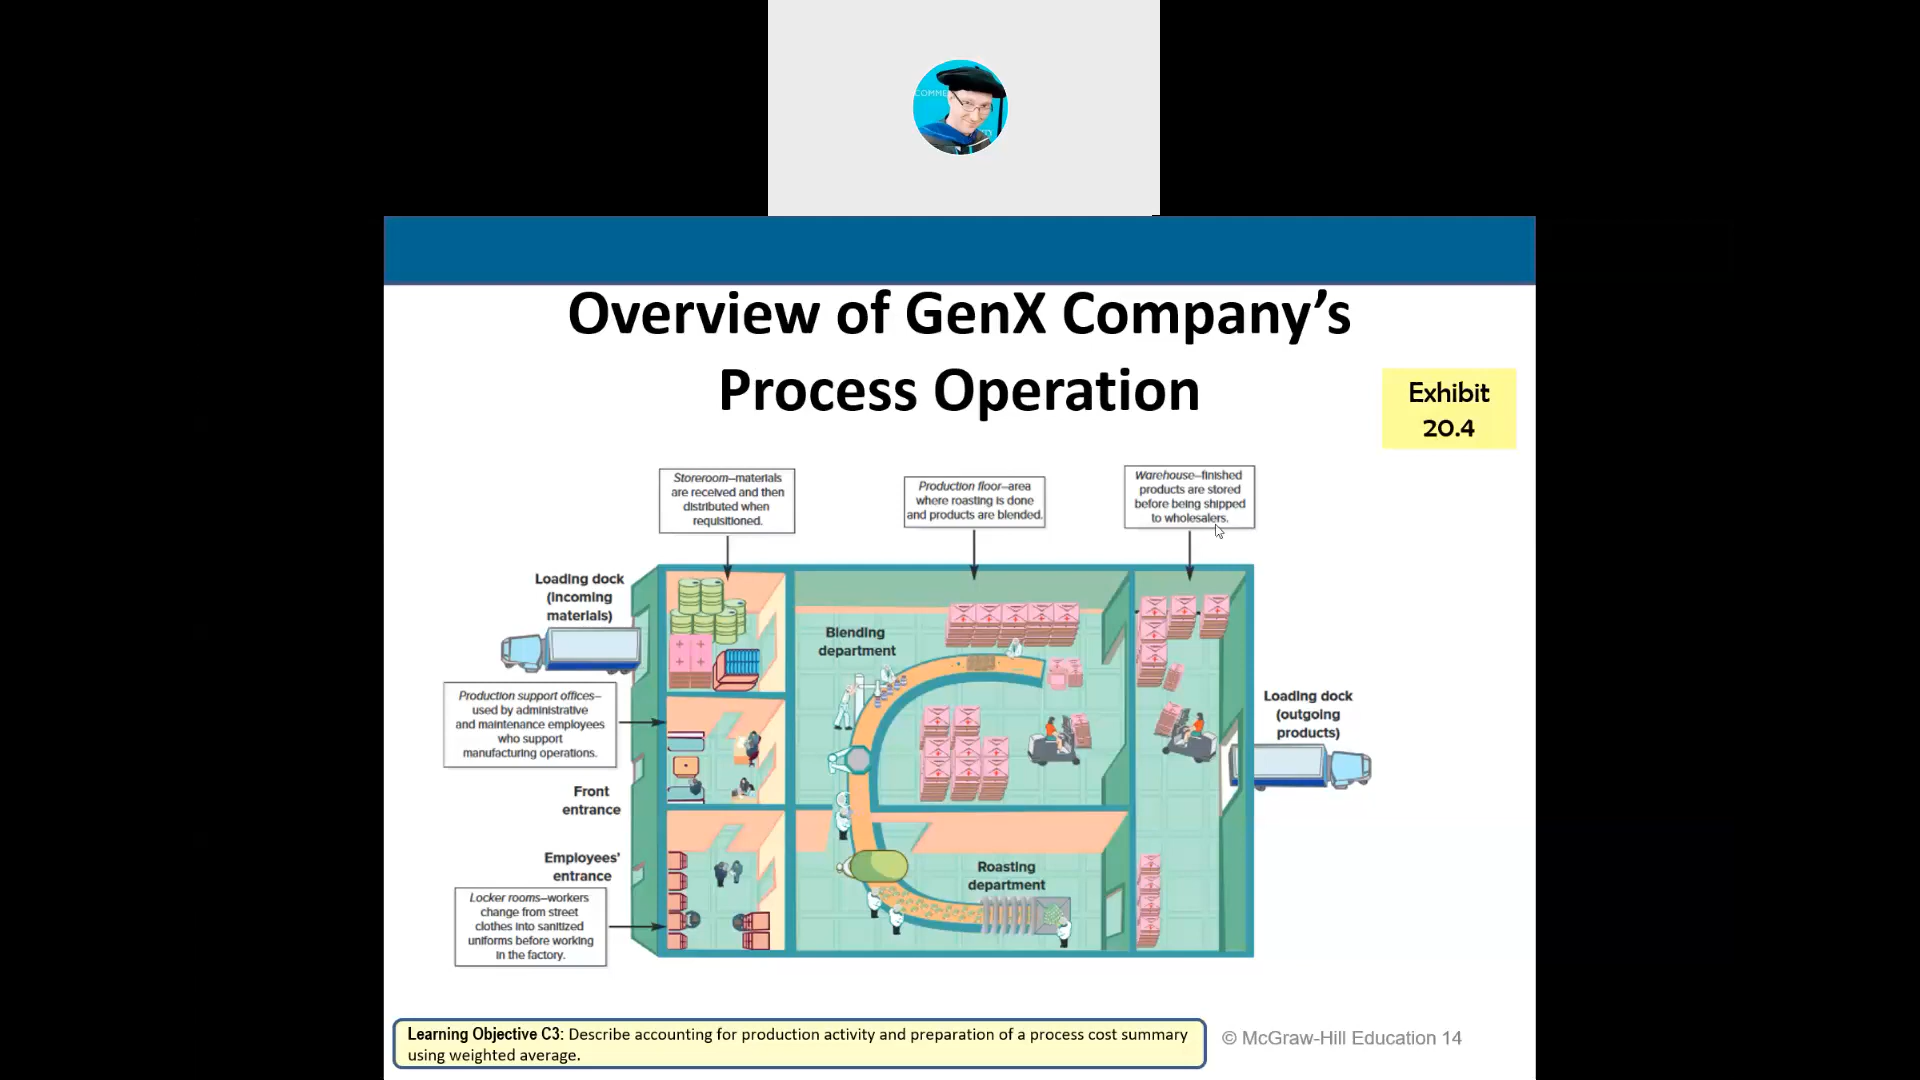 COMME
Overview of GenX Company’s
Process Operation
Exhibit
20.4
Storeroom–materials
are received and then
distributed when
requisitioned.
Production floor–area
where roasting is done
and products are blended.
Warehouse–finished
products are stored
before being shipped
to wholesalers.
Loading dock
(incoming
materials)
Blending
department
Production support offices–
used by administrative
and maintenance employees
who support
manufacturing operations.
Loading dock
(outgoing
products)
Front
entrance
Employees’
entrance
Roasting
department
Locker rooms–workers
change from street
clothes into sanitized
uniforms before working
in the factory.
Learning Objective C3: Describe accounting for production activity and preparation of a process cost summary
using weighted average.
© McGraw-Hill Education 14